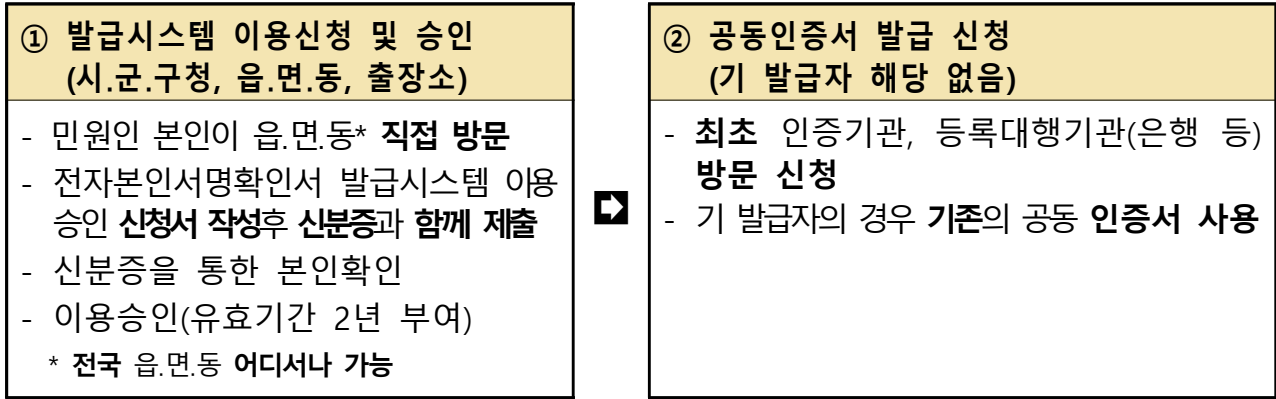 ① 발급시스템 이용신청 및 승인
(시.군.구청, 읍.면.동, 출장소)
- 민원인 본인이 읍.면.동* 직접 방문
- 전자본인서명확인서 발급시스템 이용
승인 신청서 작성후 신분증과 함께 제출
- 신분증을 통한 본인확인
- 이용승인(유효기간 2년 부여)
* 전국 읍.면.동 어디서나 가능
② 공동인증서 발급 신청
(기 발급자 해당 없음)
- 최초 인증기관, 등록대행기관(은행 등)
방문 신청
- 기 발급자의 경우 기존의 공동 인증서 사용